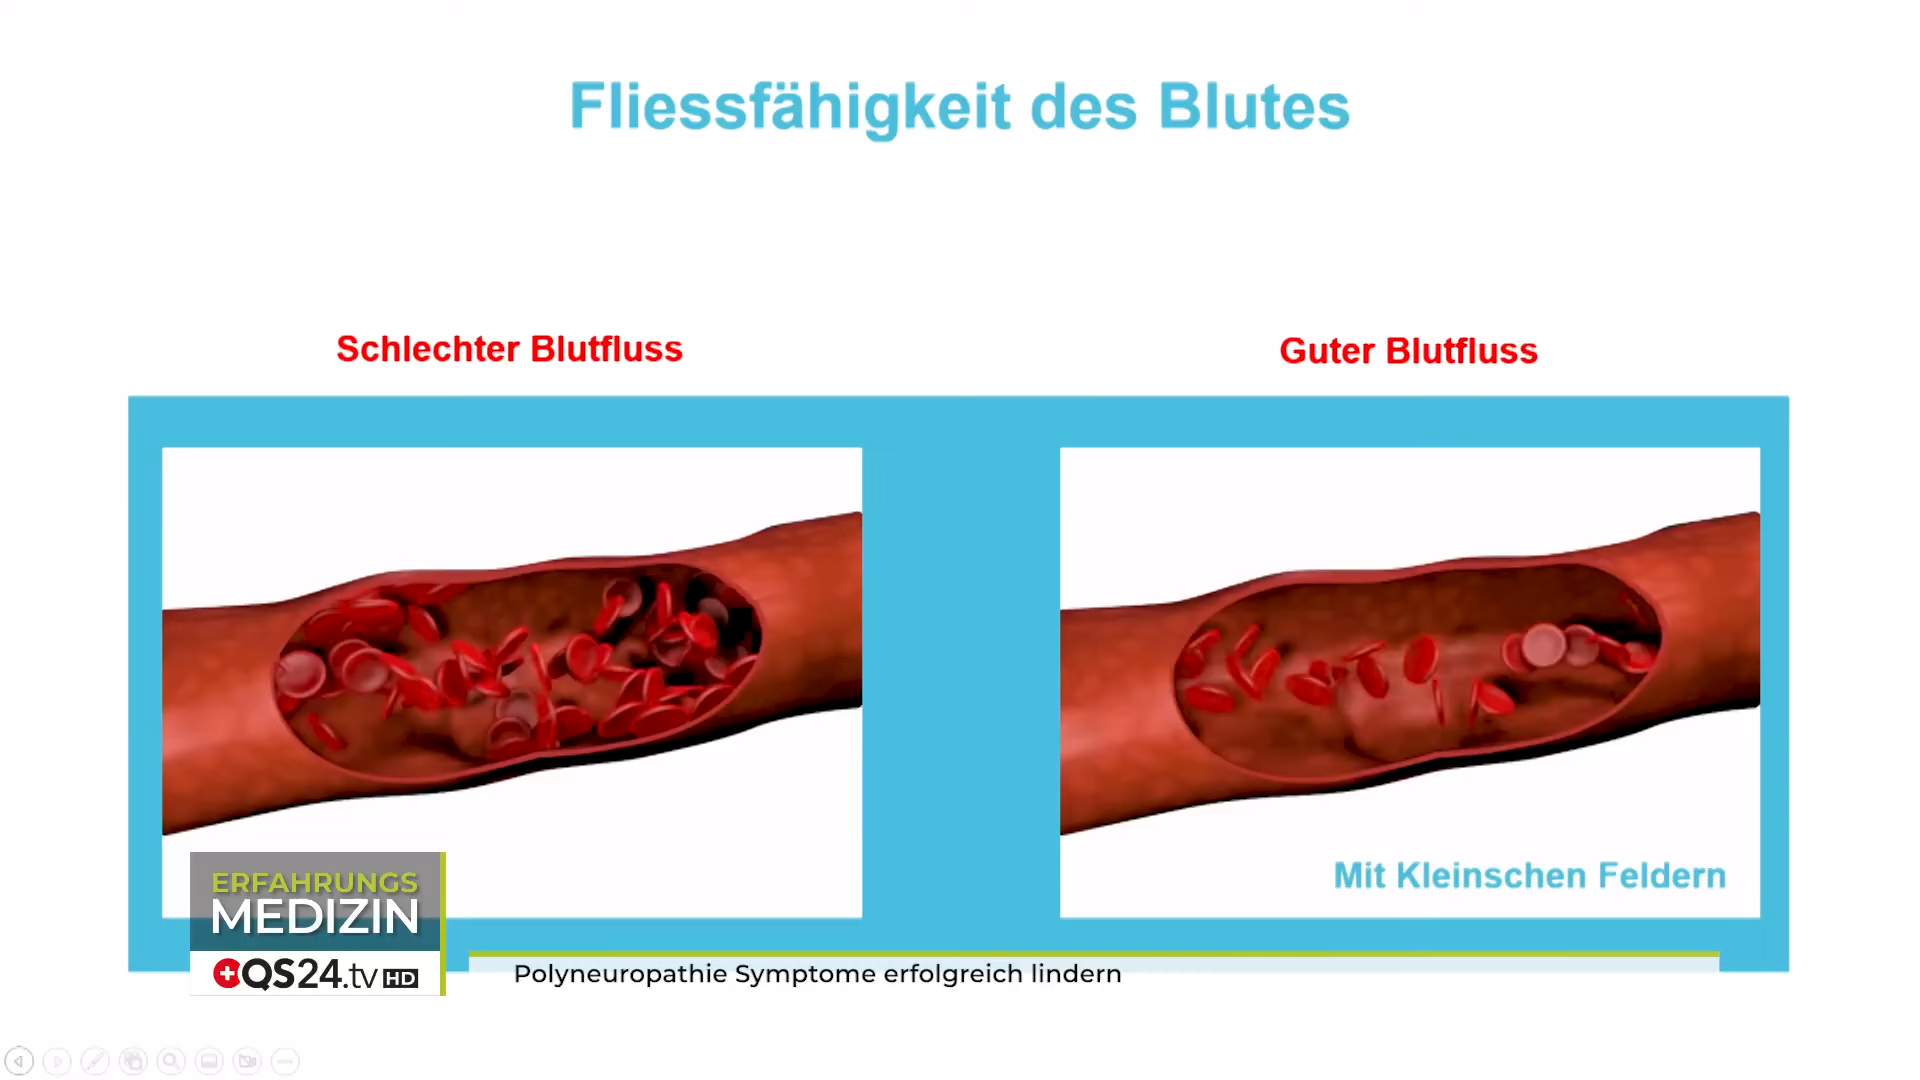 Fliessfähigkeit des Blutes
Schlechter Blutfluss
Guter Blutfluss
Mit Kleinschen Feldern
ERFAHRUNGS
MEDIZIN
QS24.tv HD
Polyneuropathie Symptome erfolgreich lindern